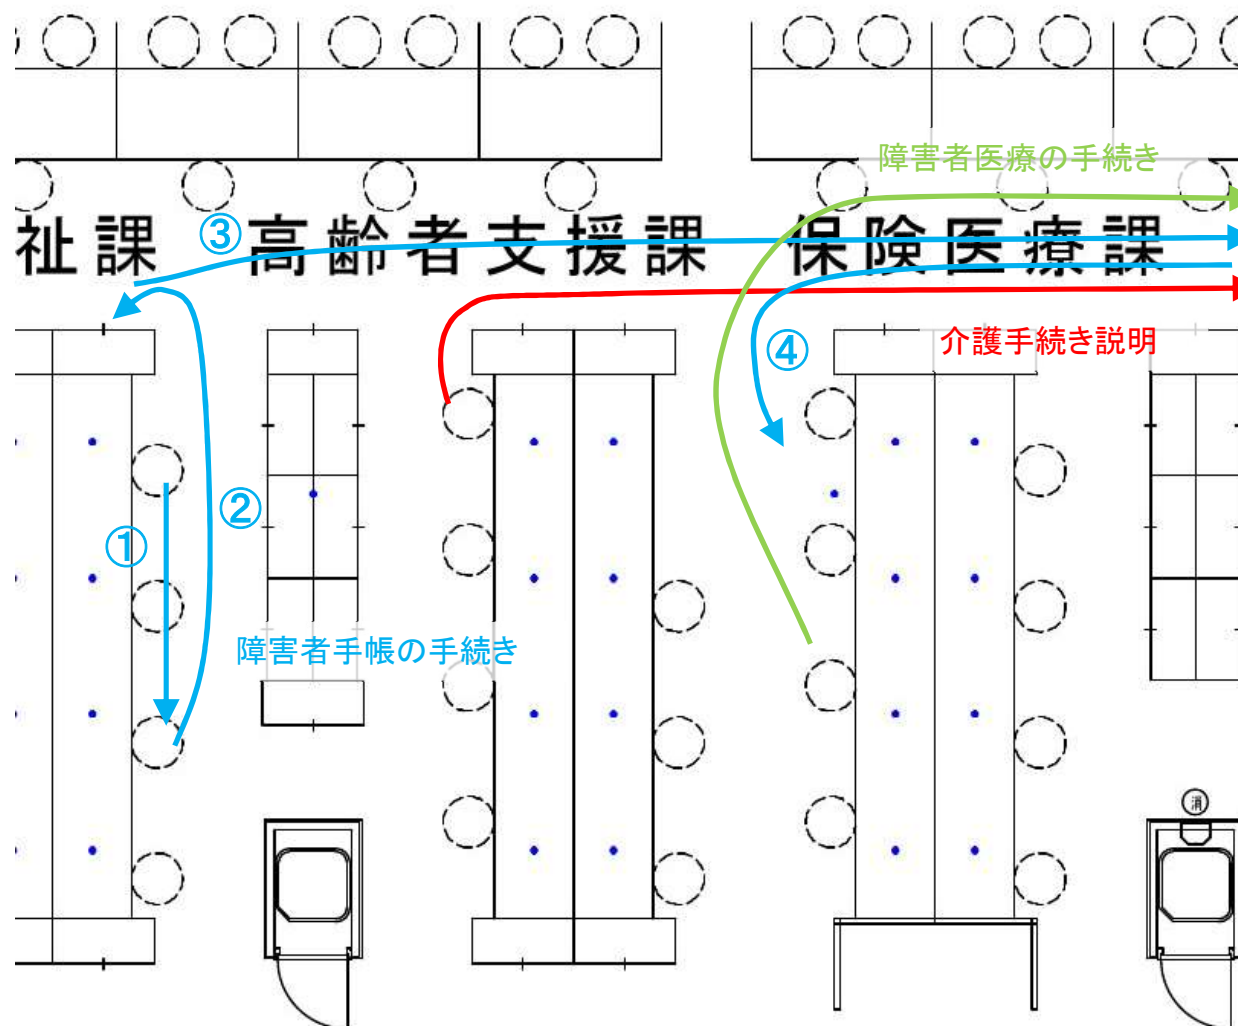 障害者医療の手続き
祉課
③
高齢者支援課
保険医療課
介護手続き説明
④
②
①
障害者手帳の手続き
消